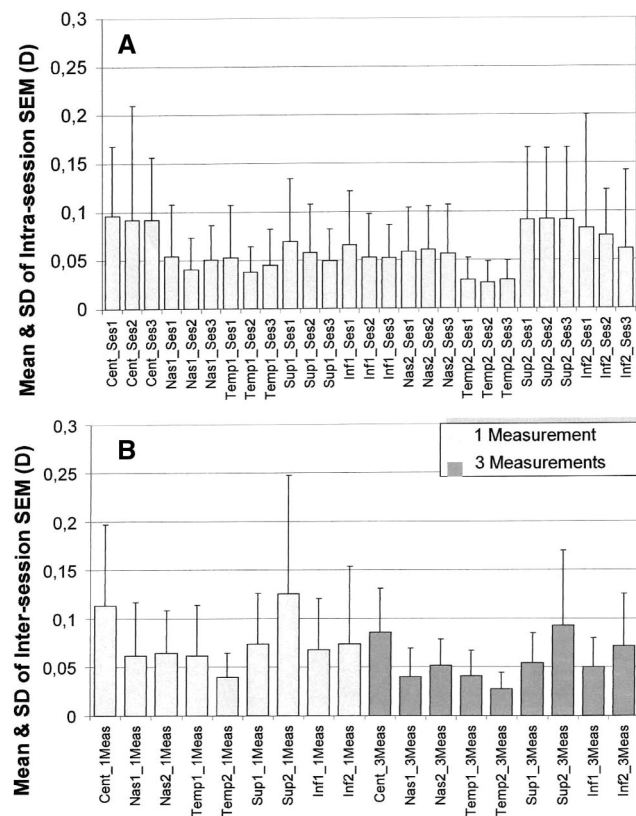 A
Mean & SD of Intra-session SEM (D)
0,3
0,25
0,2
0,15
0,1
0,05
0
Cent_Ses1
Cent_Ses2
Cent_Ses3
Nas1_Ses1
Nas1_Ses2
Nas1_Ses3
Temp1_Ses1
Temp1_Ses2
Temp1_Ses3
Sup1_Ses1
Sup1_Ses2
Sup1_Ses3
Inf1_Ses1
Inf1_Ses2
Inf1_Ses3
Nas2_Ses1
Nas2_Ses2
Nas2_Ses3
Temp2_Ses1
Temp2_Ses2
Temp2_Ses3
Sup2_Ses1
Sup2_Ses2
Sup2_Ses3
Inf2_Ses1
Inf2_Ses2
Inf2_Ses3
B
1 Measurement
3 Measurements
Mean & SD of Inter-session SEM (D)
0,3
0,25
0,2
0,15
0,1
0,05
0
Cent_1Meas
Nas1_1Meas
Nas2_1Meas
Temp1_1Meas
Temp2_1Meas
Sup1_1Meas
Sup2_1Meas
Inf1_1Meas
Inf2_1Meas
Cent_3Meas
Nas1_3Meas
Nas2_3Meas
Temp1_3Meas
Temp2_3Meas
Sup1_3Meas
Sup2_3Meas
Inf1_3Meas
Inf2_3Meas